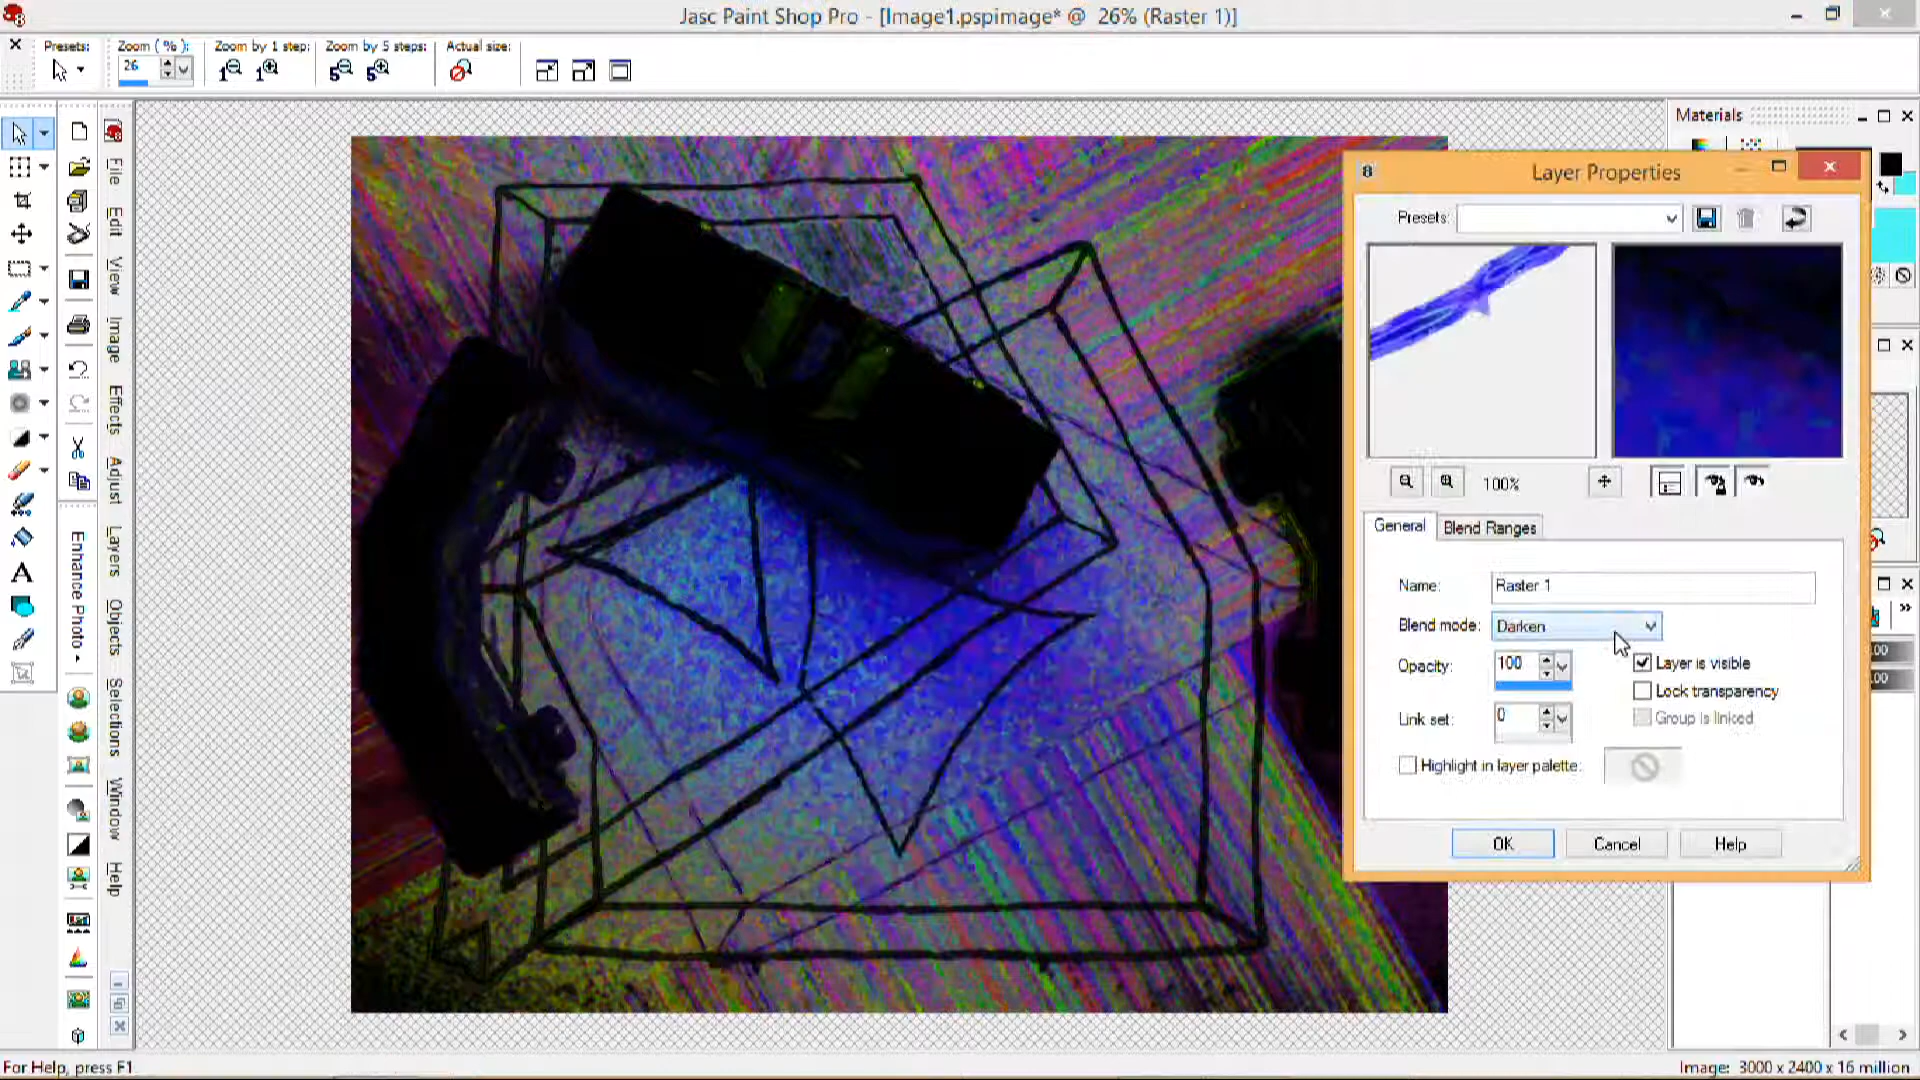 Jasc Paint Shop Pro - [Image1.pspimage* @ 26% (Raster 1)]
Presets:
Zoom (%):
Zoom by 1 step:
Zoom by 5 steps:
Actual size:
26
1
1
5
5
Materials
Layer Properties
Presets:
100%
General
Blend Ranges
Name:
Raster 1
Blend mode:
Darken
Opacity:
100
Layer is visible
Lock transparency
Link set:
0
Group is linked
Highlight in layer palette:
OK
Cancel
Help
File
Edit
View
Image
Effects
Adjust
Layers
Objects
Selections
Window
Help
Enhance Photo
For Help, press F1
Image: 3000 x 2400 x 16 million